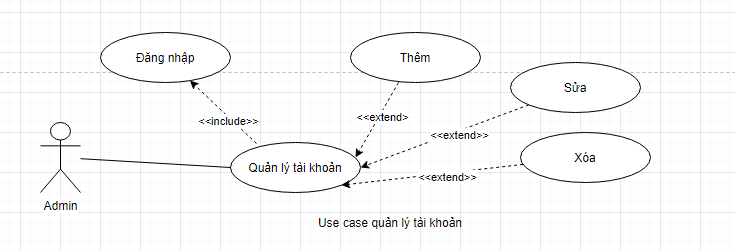 Đăng nhập
Thêm
Sửa
<<include>>
<<extend>
<<extend>>
Xóa
Quản lý tài khoản
<<extend>>
Admin
Use case quản lý tài khoản